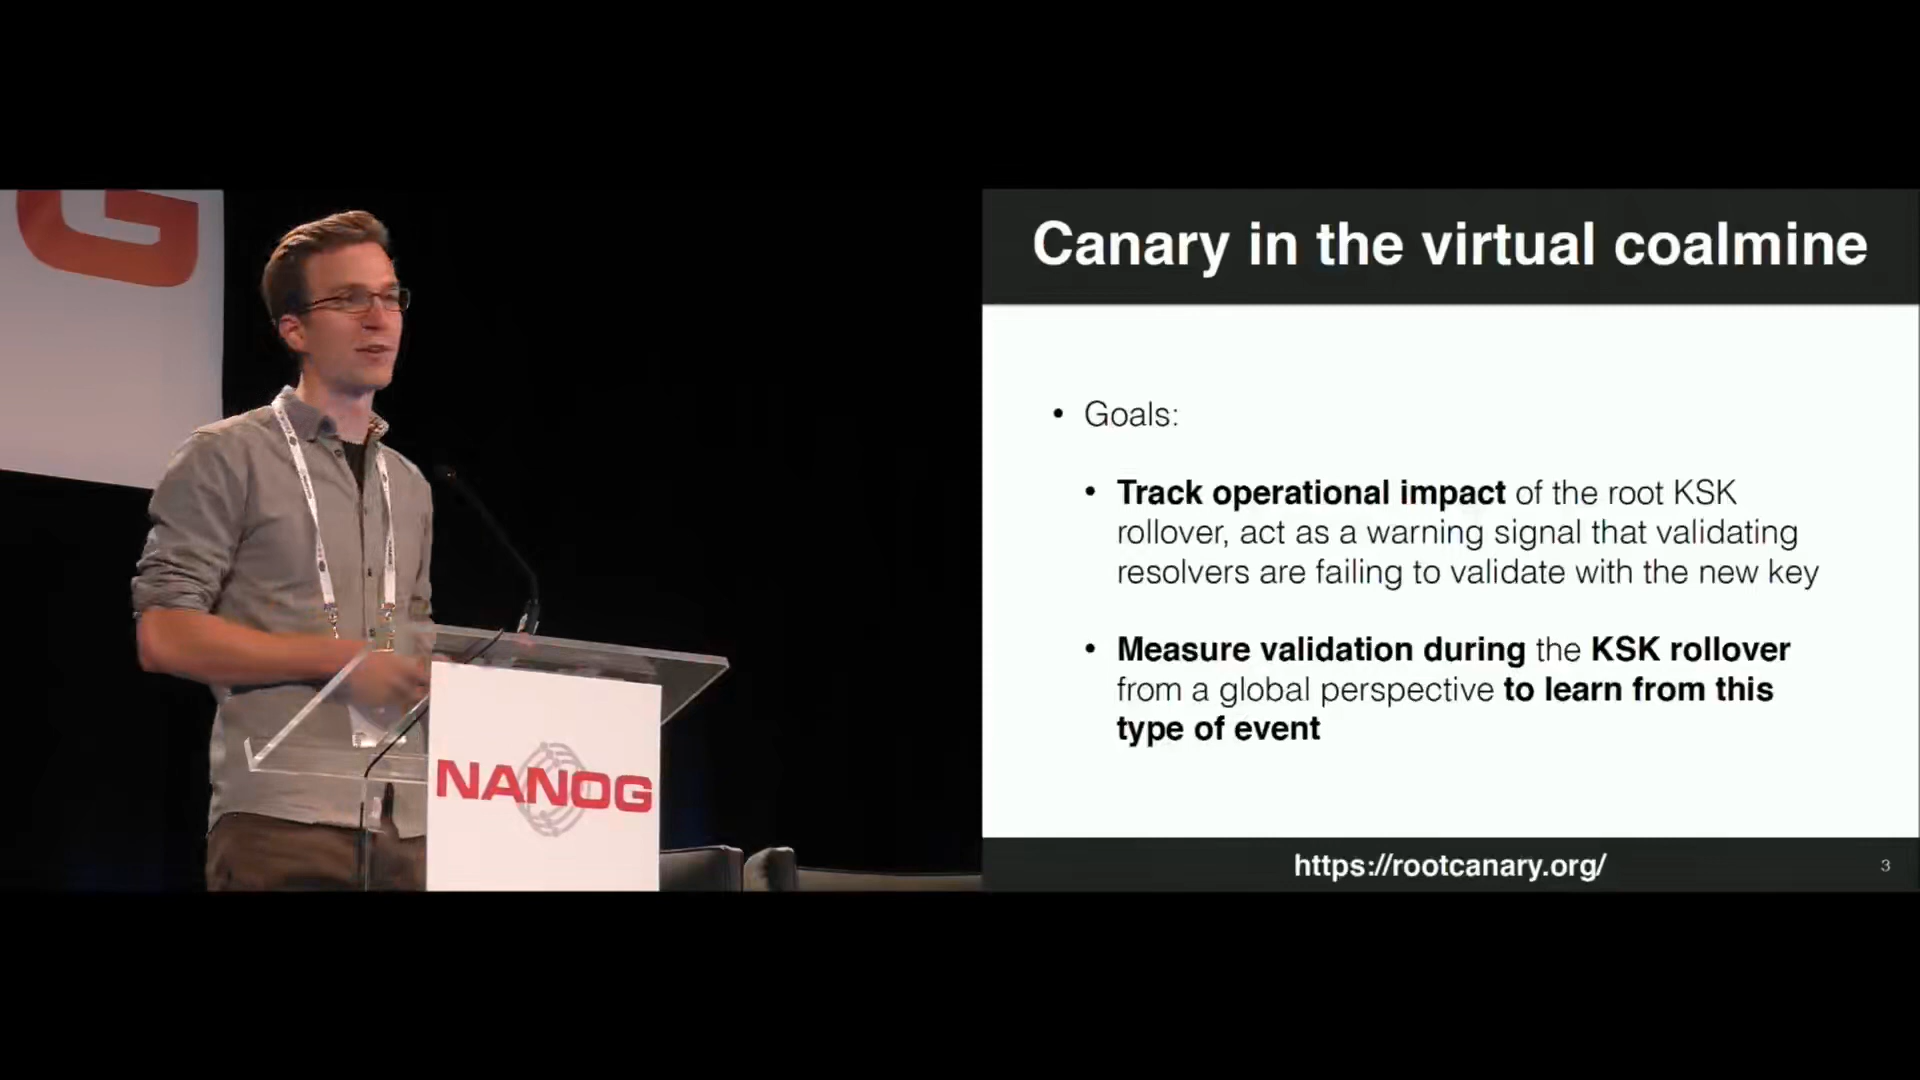 G
Canary in the virtual coalmine
• Goals:
• Track operational impact of the root KSK
rollover, act as a warning signal that validating
resolvers are failing to validate with the new key
• Measure validation during the KSK rollover
from a global perspective to learn from this
type of event
https://rootcanary.org/
3
NANOG